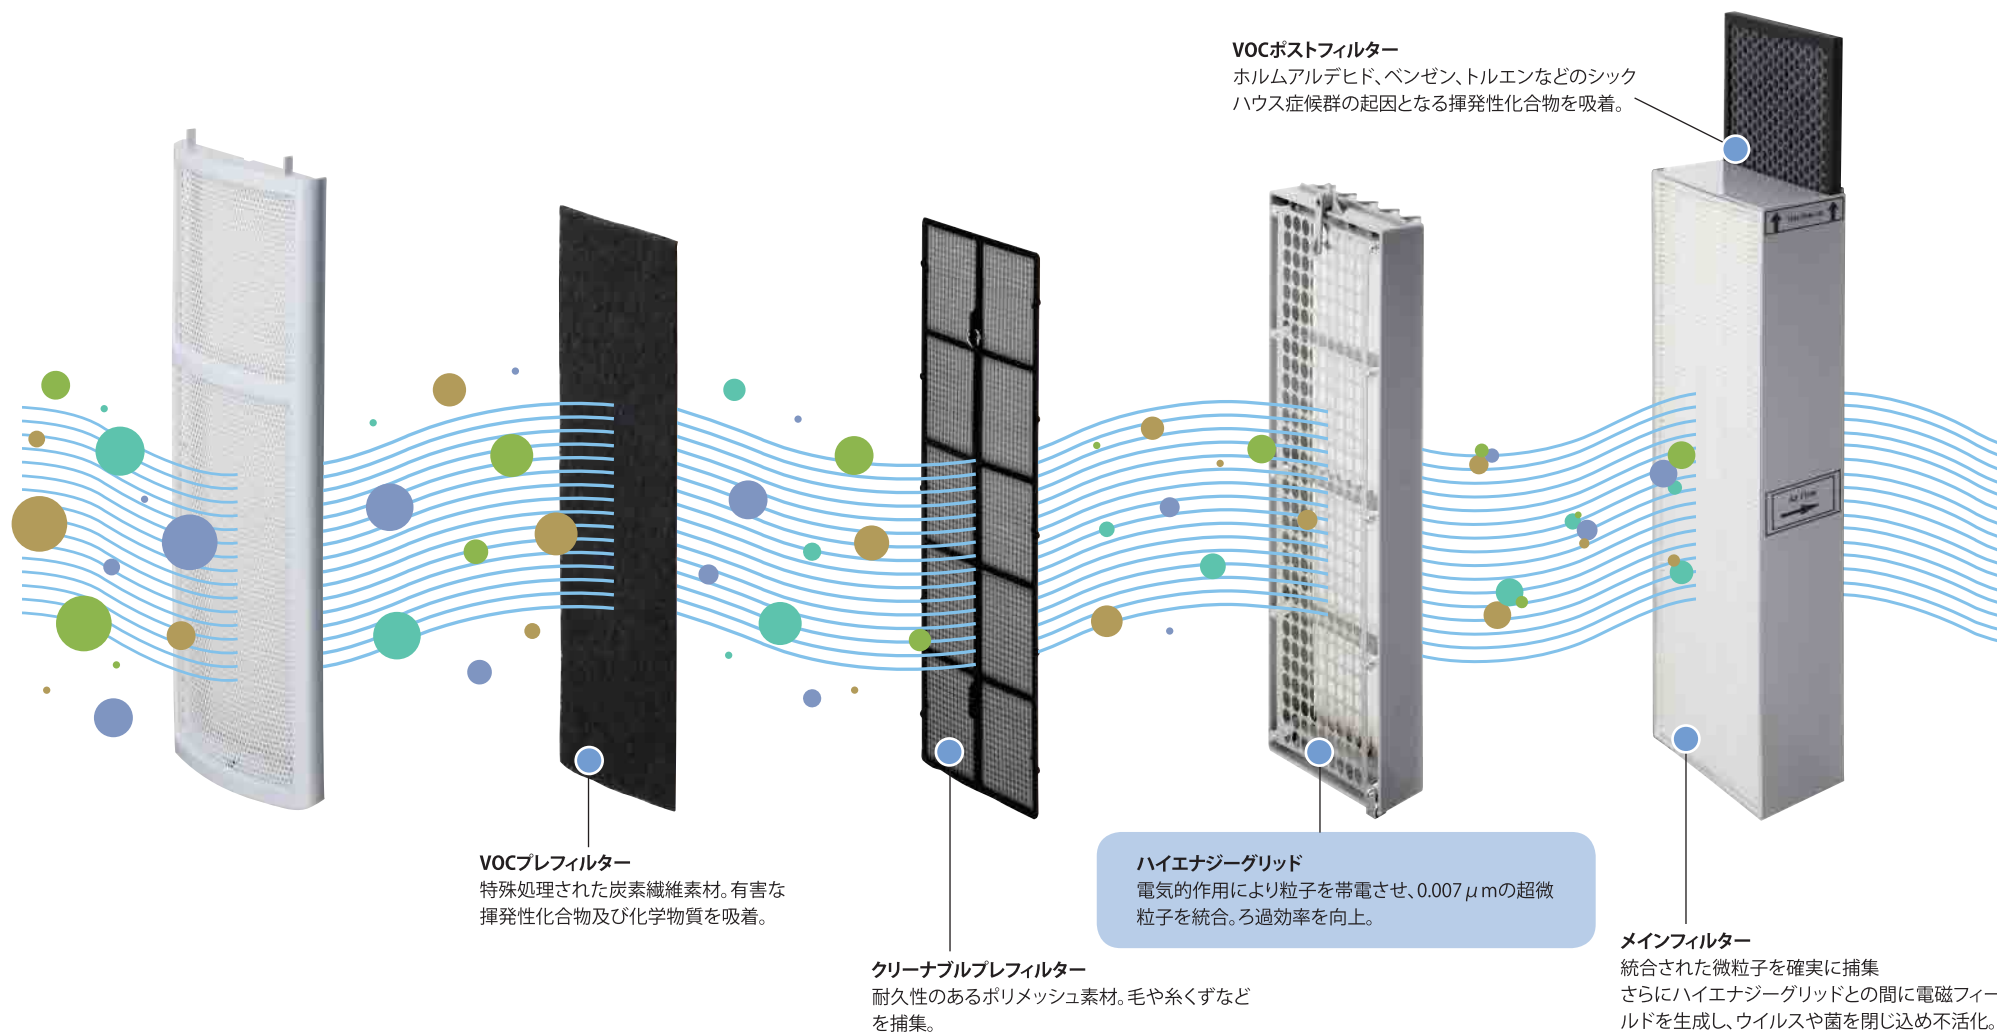 VOCポストフィルター
ホルムアルデヒド、ベンゼン、トルエンなどのシック
ハウス症候群の起因となる揮発性化合物を吸着。
Air Flow
VOCプレフィルター
特殊処理された炭素繊維素材。有害な
揮発性化合物及び化学物質を吸着。
クリーナブルプレフィルター
耐久性のあるポリメッシュ素材。毛や糸くずなど
を捕集。
ハイエナジーグリッド
電気的作用により粒子を帯電させ、0.007μmの超微
粒子を統合。ろ過効率を向上。
メインフィルター
統合された微粒子を確実に捕集
さらにハイエナジーグリッドとの間に電磁フィー
ルドを生成し、ウイルスや菌を閉じ込め不活化。